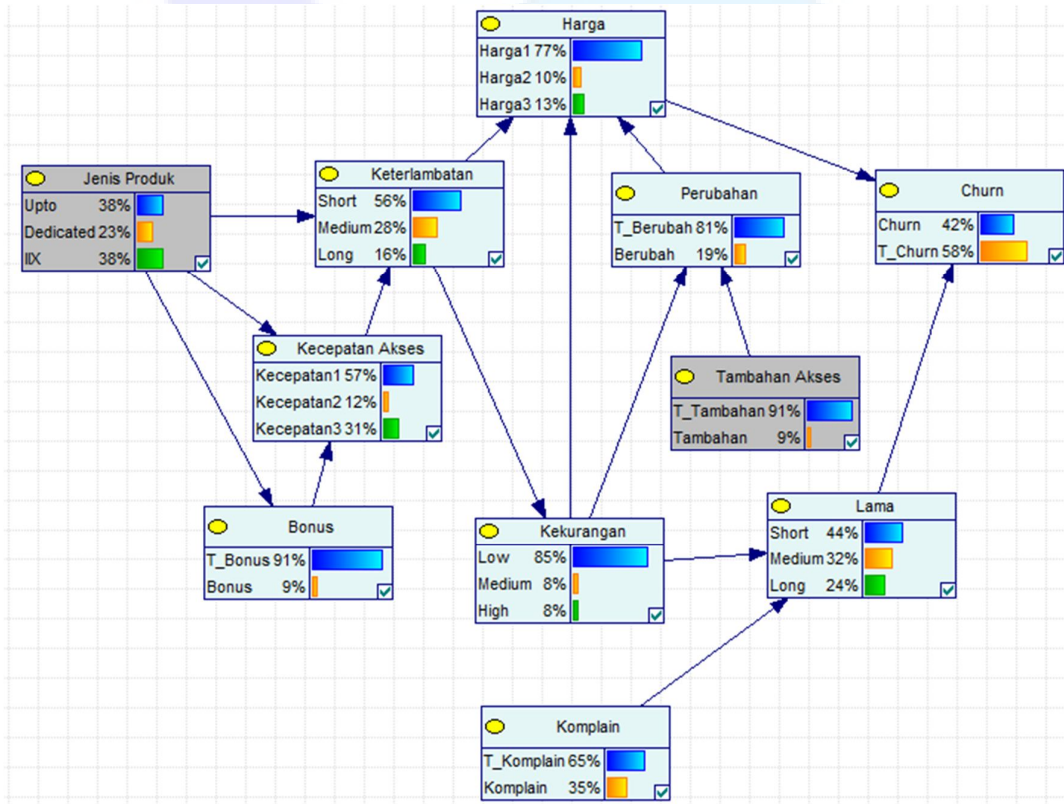 Harga
Harga1 77%
Harga2 10%
Harga3 13%
Jenis Produk
Upto 38%
Dedicated 23%
IIX 38%
Keterlambatan
Short 56%
Medium 28%
Long 16%
Perubahan
T_Berubah 81%
Berubah 19%
Churn
Churn 42%
T_Churn 58%
Kecepatan Akses
Kecepatan1 57%
Kecepatan2 12%
Kecepatan3 31%
Tambahan Akses
T_Tambahan 91%
Tambahan 9%
Bonus
T_Bonus 91%
Bonus 9%
Kekurangan
Low 85%
Medium 8%
High 8%
Lama
Short 44%
Medium 32%
Long 24%
Komplain
T_Komplain 65%
Komplain 35%